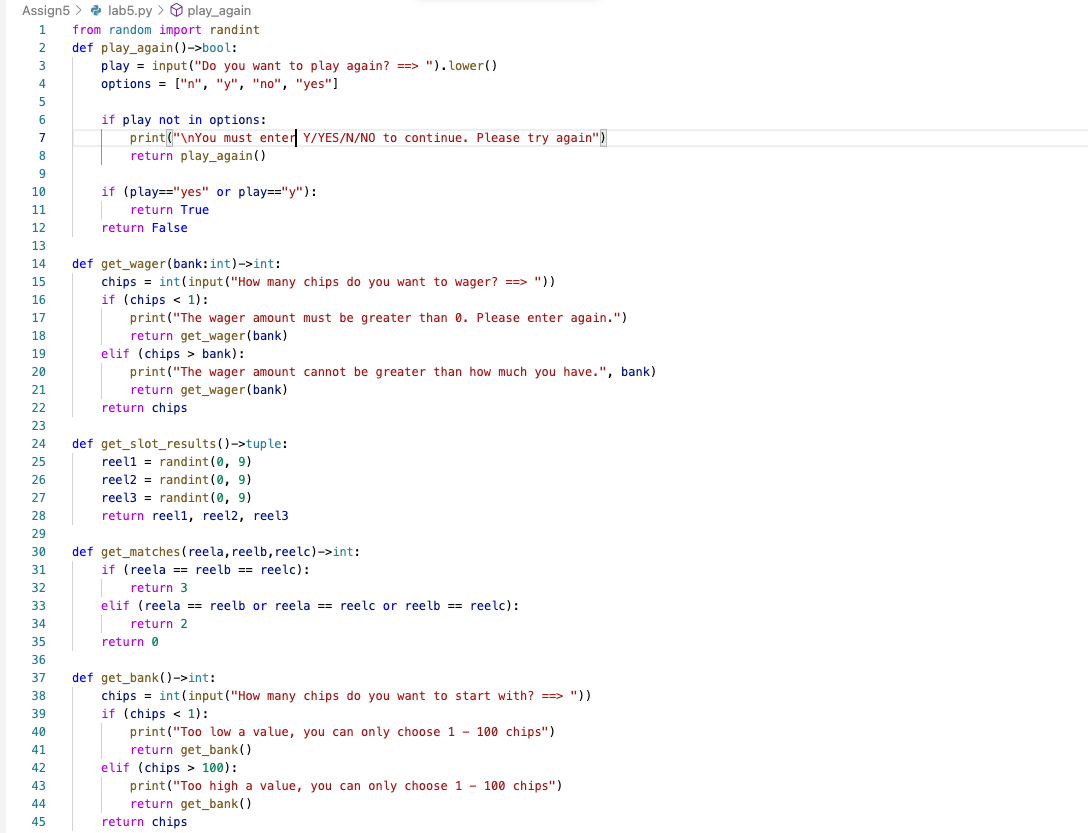 Assign5 > lab5.py > play_again
1 from random import randint
2 def play_again()->bool:
3     play = input("Do you want to play again? ==> ").lower()
4     options = ["n", "y", "no", "yes"]
5
6     if play not in options:
7         print("\nYou must enter Y/YES/N/NO to continue. Please try again")
8         return play_again()
9
10     if (play=="yes" or play=="y"):
11         return True
12     return False
13
14 def get_wager(bank:int)->int:
15     chips = int(input("How many chips do you want to wager? ==> "))
16     if (chips < 1):
17         print("The wager amount must be greater than 0. Please enter again.")
18         return get_wager(bank)
19     elif (chips > bank):
20         print("The wager amount cannot be greater than how much you have.", bank)
21         return get_wager(bank)
22     return chips
23
24 def get_slot_results()->tuple:
25     reel1 = randint(0, 9)
26     reel2 = randint(0, 9)
27     reel3 = randint(0, 9)
28     return reel1, reel2, reel3
29
30 def get_matches(reela,reelb,reelc)->int:
31     if (reela == reelb == reelc):
32         return 3
33     elif (reela == reelb or reela == reelc or reelb == reelc):
34         return 2
35     return 0
36
37 def get_bank()->int:
38     chips = int(input("How many chips do you want to start with? ==> "))
39     if (chips < 1):
40         print("Too low a value, you can only choose 1 - 100 chips")
41         return get_bank()
42     elif (chips > 100):
43         print("Too high a value, you can only choose 1 - 100 chips")
44         return get_bank()
45     return chips